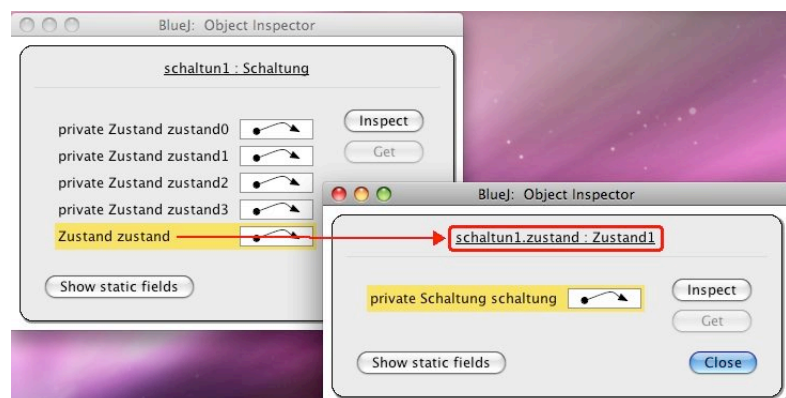 BlueJ: Object Inspector
schaltun1 : Schaltung
private Zustand zustand0
Inspect
private Zustand zustand1
Get
private Zustand zustand2
private Zustand zustand3
Zustand zustand
Show static fields
BlueJ: Object Inspector
schaltun1.zustand : Zustand1
private Schaltung schaltung
Inspect
Get
Show static fields
Close